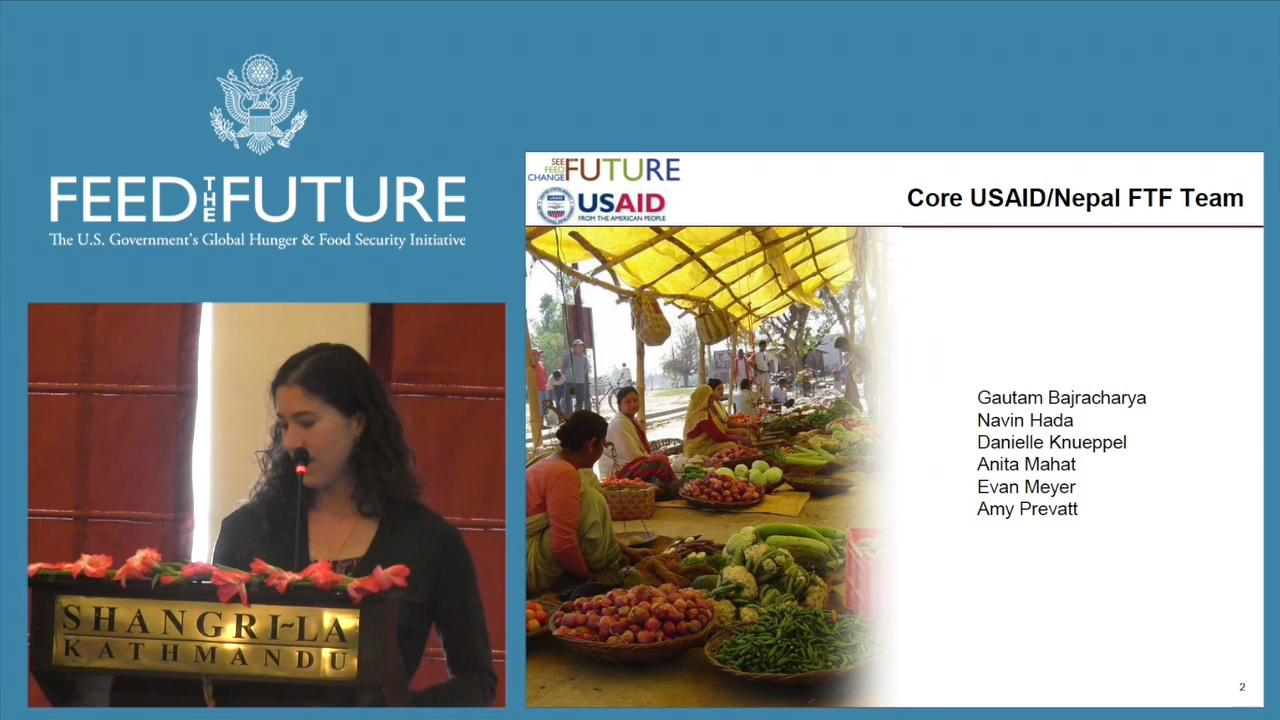 FEED THE FUTURE
The U.S. Government's Global Hunger & Food Security Initiative
SEE
FEED
CHANGE
FUTURE
USAID
FROM THE AMERICAN PEOPLE
Core USAID/Nepal FTF Team
Gautam Bajracharya
Navin Hada
Danielle Knueppel
Anita Mahat
Evan Meyer
Amy Prevatt
2
SHANGRI~LA
KATHMANDU